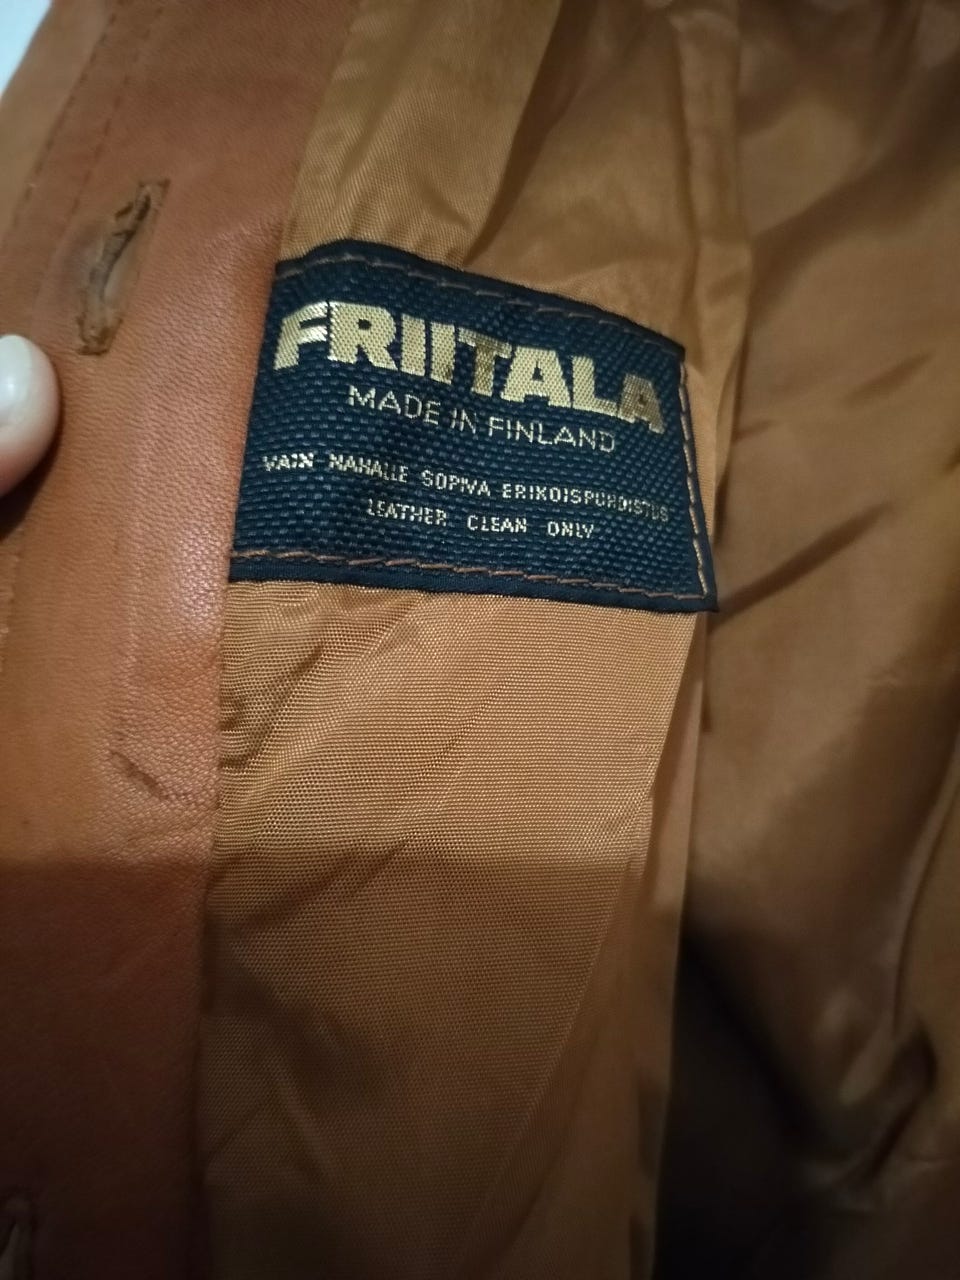 FRIITALA
MADE IN FINLAND
VAIN NAHALLE SOPIVA ERIKOISPUHDISTUS
LEATHER CLEAN ONLY